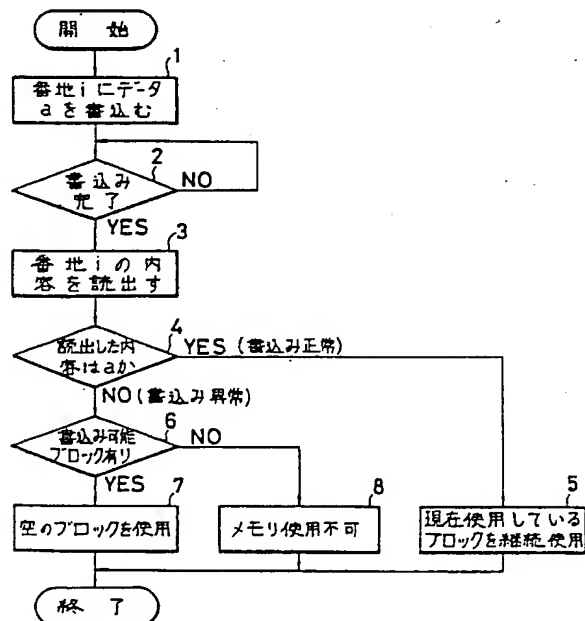 開始
1
番地iにデータ
aを書込む
2
書込み
完了
NO
YES
3
番地iの内
容を読出す
4
読出した内
容はaか
YES (書込み正常)
NO (書込み異常)
6
書込み可能
ブロック有り
NO
YES
7
空のブロックを使用
8
メモリ使用不可
5
現在使用している
ブロックを継続使用
終了